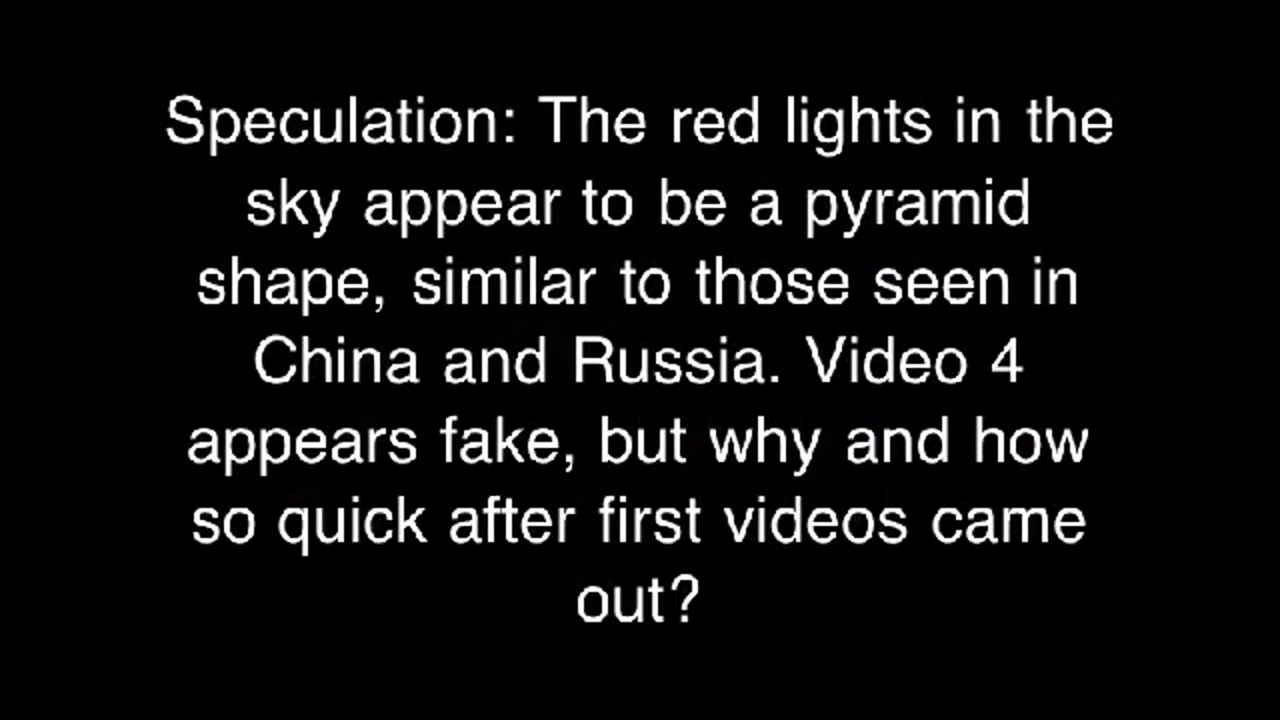 Speculation: The red lights in the
sky appear to be a pyramid
shape, similar to those seen in
China and Russia. Video 4
appears fake, but why and how
so quick after first videos came
out?